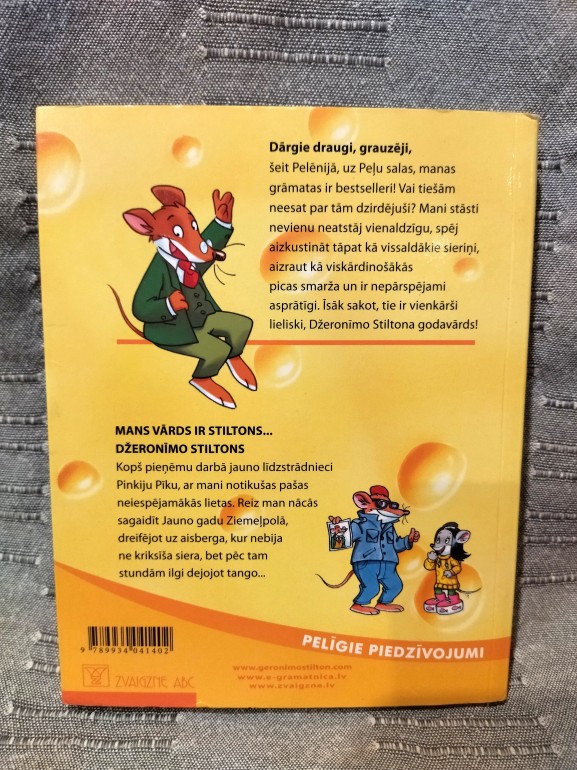 Dārgie draugi, grauzēji,
šeit Pelēnijā, uz Peļu salas, manas
grāmatas ir bestselleri! Vai tiešām
neesat par tām dzirdējuši? Mani stāsti
nevienu neatstāj vienaldzīgu, spēj
aizkustināt tāpat kā vissaldākie sieriņi,
aizraut kā viskārdinošākās
picas smarža un ir nepārspējami
asprātīgi. Īsāk sakot, tie ir vienkārši
lieliski, Džeronīmo Stiltona godavārds!
MANS VĀRDS IR STILTONS...
DŽERONĪMO STILTONS
Kopš pieņēmu darbā jauno līdzstrādnieci
Pinkiju Pīku, ar mani notikušas pašas
neiespējamākās lietas. Reiz man nācās
sagaidīt Jauno gadu Ziemeļpolā,
dreifējot uz aisberga, kur nebija
ne kriksīša siera, bet pēc tam
stundām ilgi dejojot tango...
PELĪGIE PIEDZĪVOJUMI
9 789934 041402
ZVAIGZNE ABC
www.geronimostilton.com
www.e-gramatnica.lv
www.zvaigzne.lv